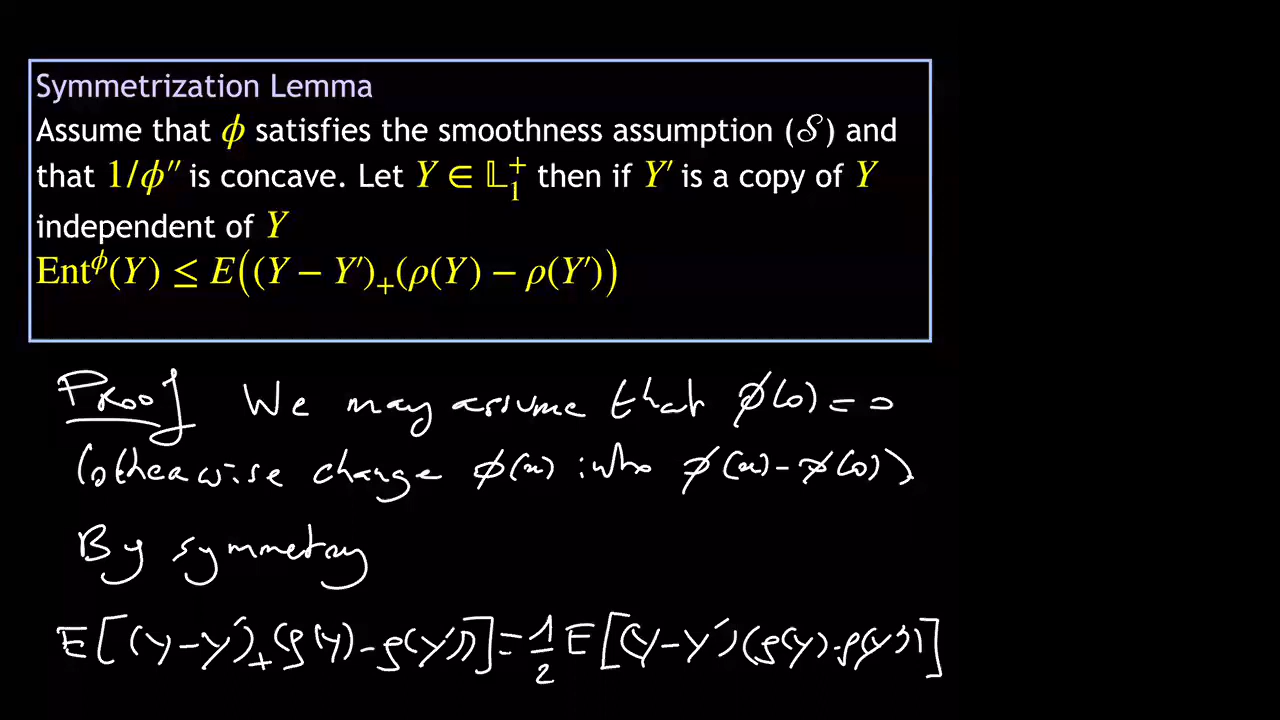 Symmetrization Lemma
Assume that ϕ satisfies the smoothness assumption (𝒮) and
that 1/ϕ″ is concave. Let Y ∈ 𝕃₁⁺ then if Y′ is a copy of Y
independent of Y
Ent^ϕ(Y) ≤ E((Y − Y′)₊(ρ(Y) − ρ(Y′))
Proof We may assume that ϕ(0) = 0
(otherwise change ϕ(x) into ϕ(x) - ϕ(0)).
By symmetry
E[(Y-Y′)₊(ρ(Y)-ρ(Y′))] = 1/2 E[(Y-Y′)(ρ(Y)-ρ(Y′))]